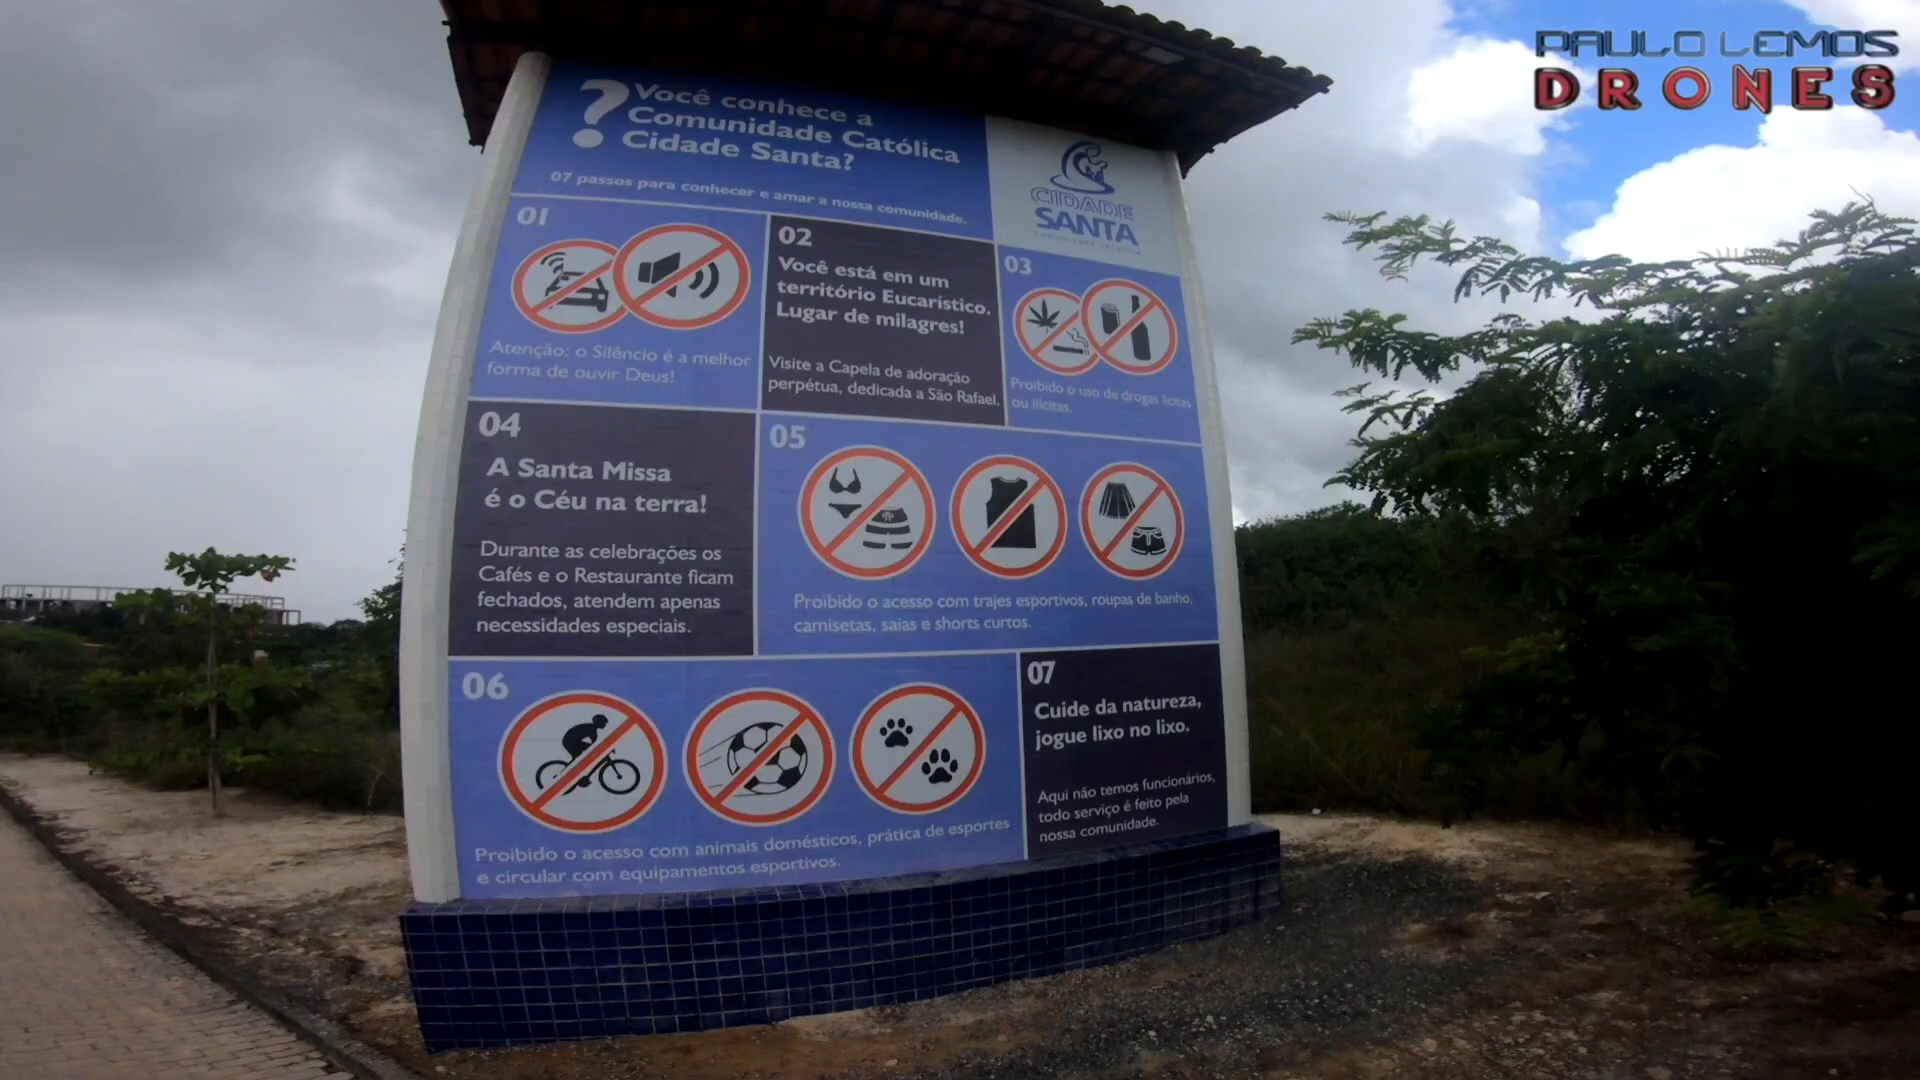 PAULO LEMOS
DRONES
? Você conhece a
Comunidade Católica
Cidade Santa?
07 passos para conhecer e amar a nossa comunidade.
CIDADE
SANTA
COMUNIDADE CATÓLICA
01
Atenção: o Silêncio é a melhor
forma de ouvir Deus!
02
Você está em um
território Eucarístico.
Lugar de milagres!
Visite a Capela de adoração
perpétua, dedicada a São Rafael.
03
Proibido o uso de drogas lícitas
ou ilícitas.
04
A Santa Missa
é o Céu na terra!
Durante as celebrações os
Cafés e o Restaurante ficam
fechados, atendem apenas
necessidades especiais.
05
Proibido o acesso com trajes esportivos, roupas de banho,
camisetas, saias e shorts curtos.
06
Proibido o acesso com animais domésticos, prática de esportes
e circular com equipamentos esportivos.
07
Cuide da natureza,
jogue lixo no lixo.
Aqui não temos funcionários,
todo serviço é feito pela
nossa comunidade.